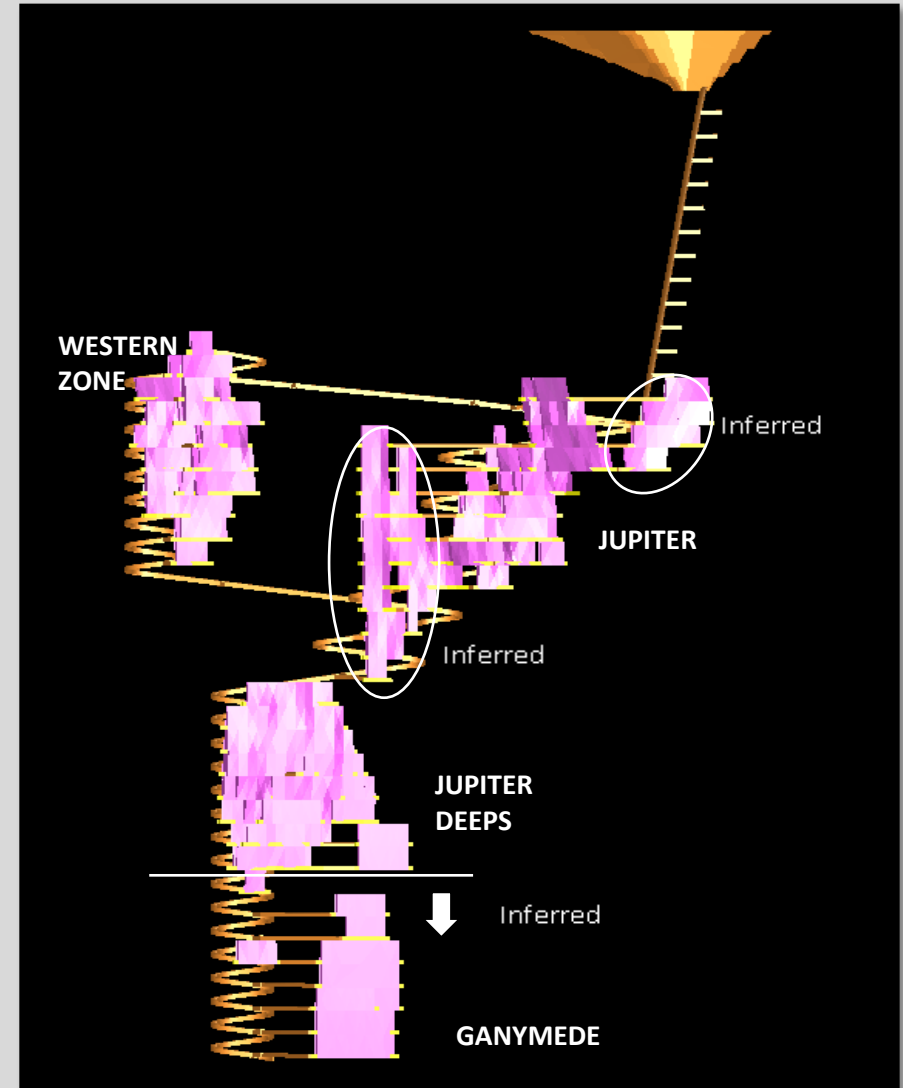 WESTERN
ZONE
Inferred
JUPITER
Inferred
JUPITER
DEEPS
Inferred
GANYMEDE